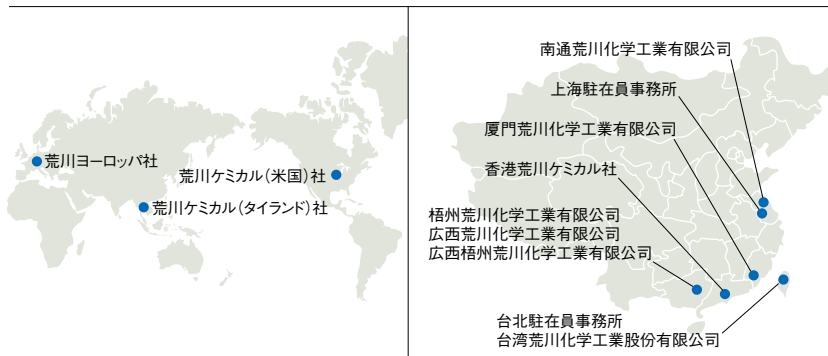 荒川ヨーロッパ社
荒川ケミカル(米国)社
荒川ケミカル(タイランド)社
南通荒川化学工業有限公司
上海駐在員事務所
厦門荒川化学工業有限公司
香港荒川ケミカル社
梧州荒川化学工業有限公司
広西荒川化学工業有限公司
広西梧州荒川化学工業有限公司
台北駐在員事務所
台湾荒川化学工業股份有限公司